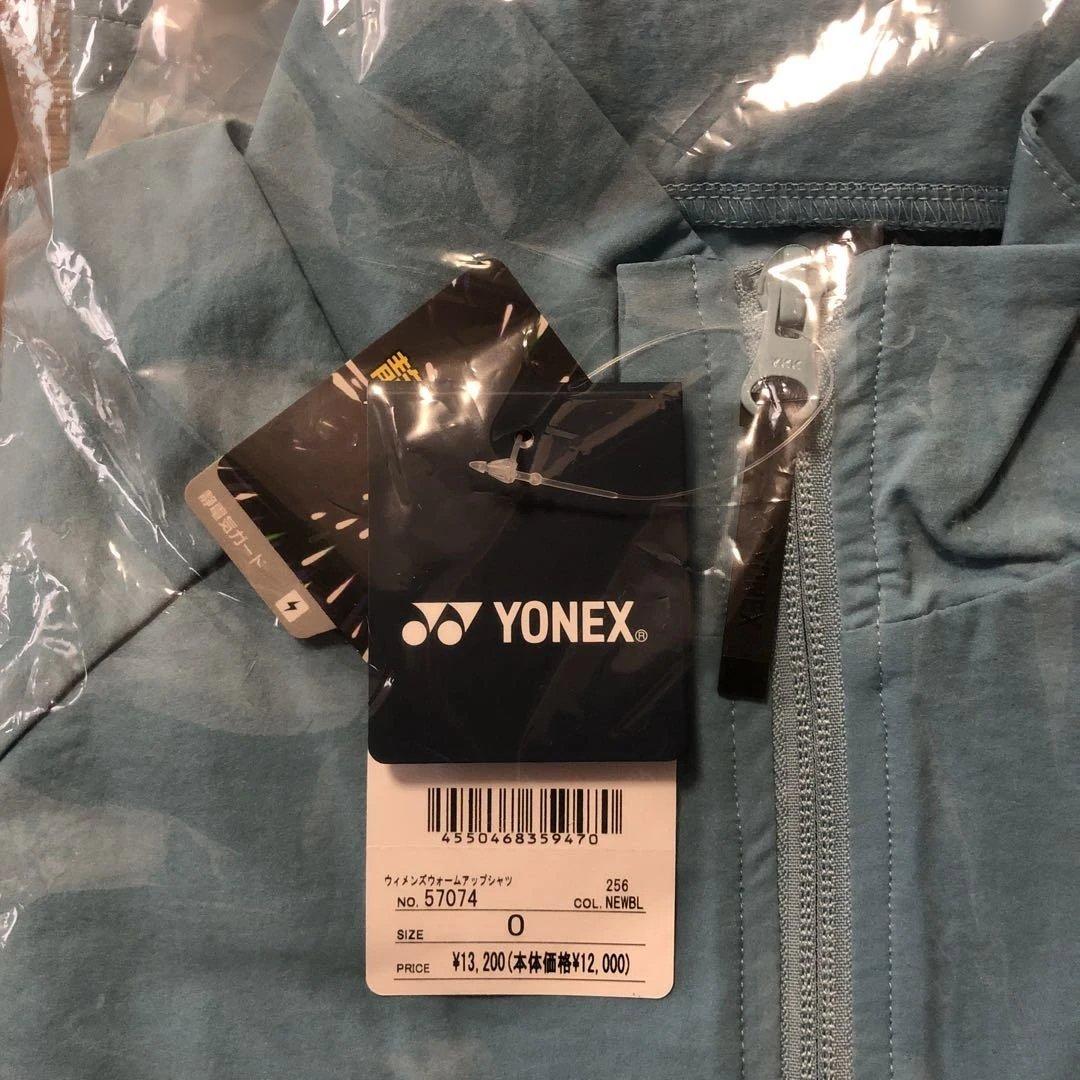 静電気ガード
YONEX®
4550468359470
ウィメンズウォームアップシャツ
256
NO. 57074
COL. NEWBL
SIZE O
PRICE ¥13,200(本体価格¥12,000)
YKK